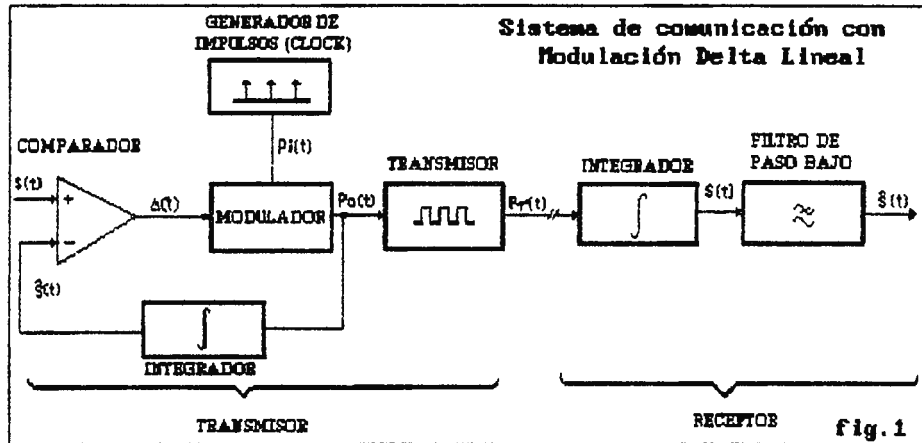 Sistema de comunicación con
Modulación Delta Lineal
GENERADOR DE
IMPULSOS (CLOCK)
COMPARADOR
Pi(t)
TRANSMISOR
INTEGRADOR
FILTRO DE
PASO BAJO
s(t)
+
Δ(t)
MODULADOR
Po(t)
∫
ŝ(t)
-
ŝ(t)
∫
INTEGRADOR
TRANSMISOR
RECEPTOR
fig.1